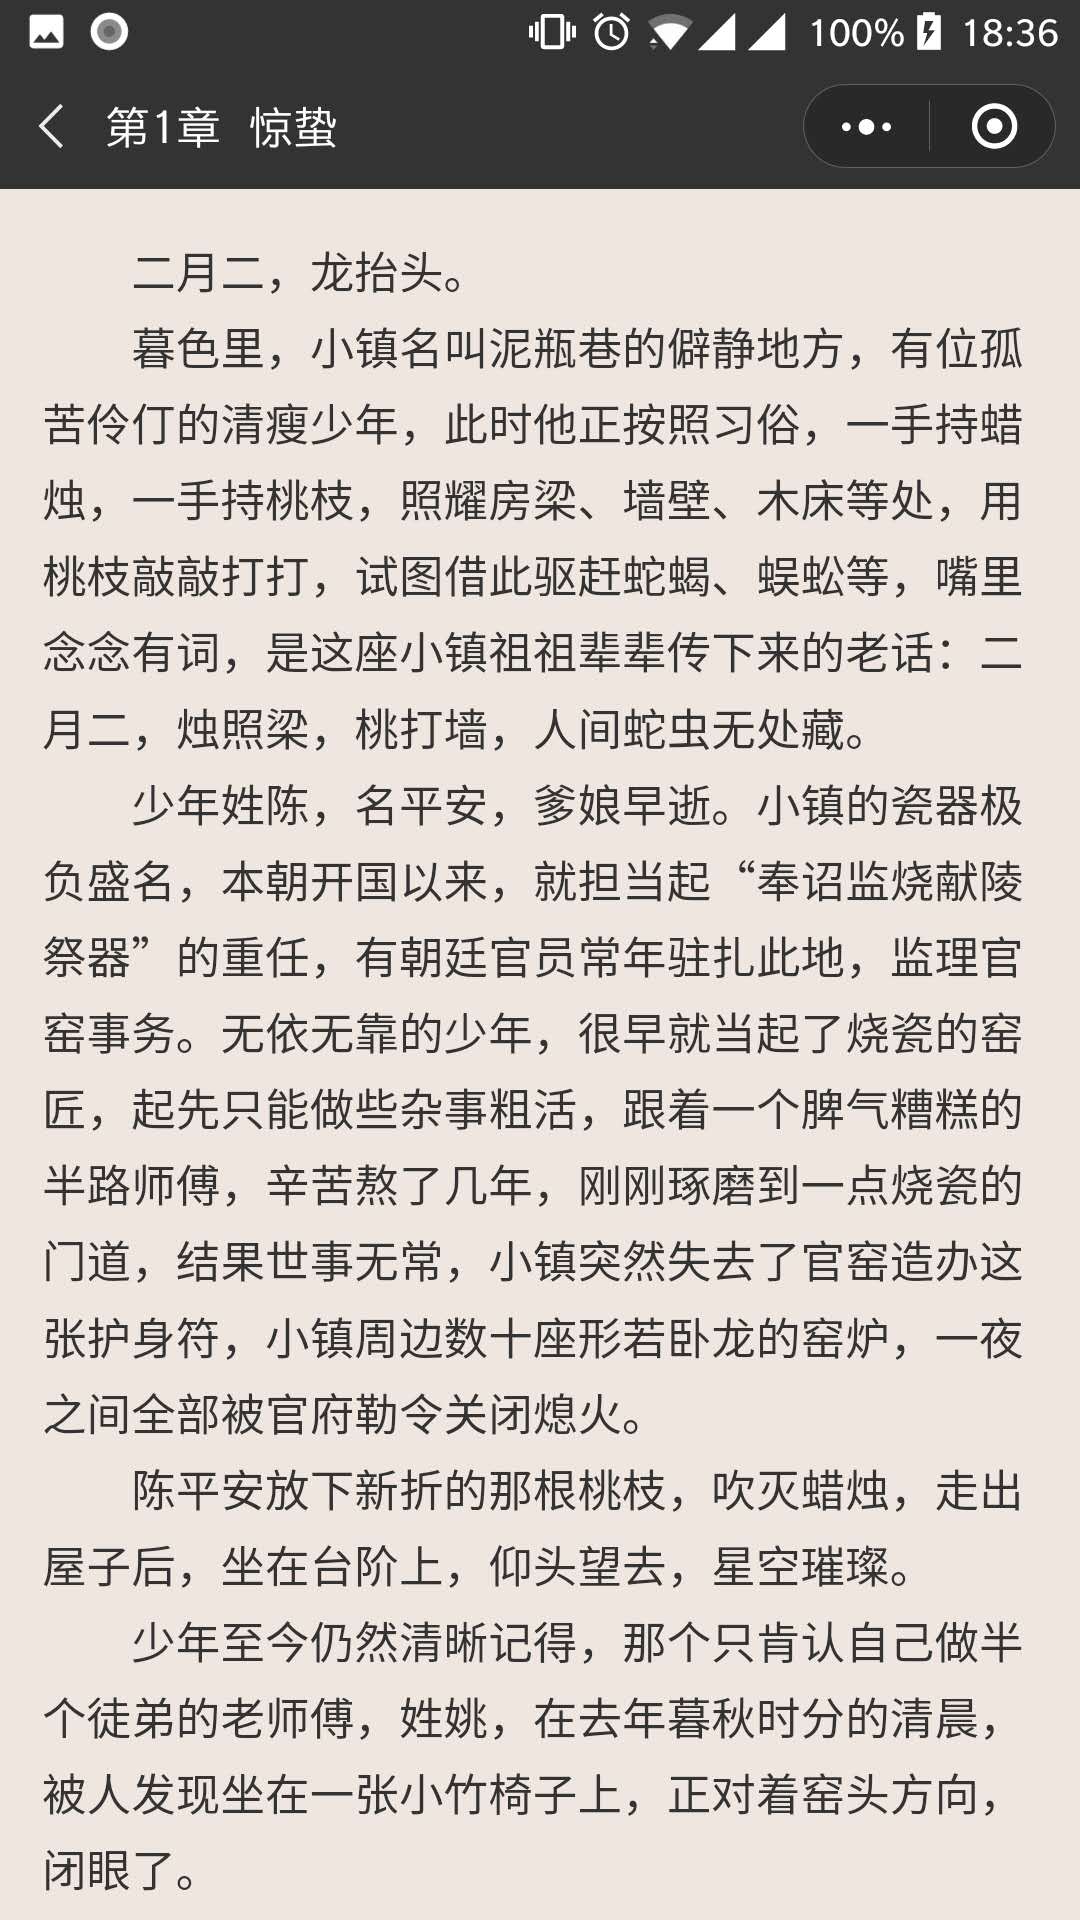 100% 18:36
第1章 惊蛰
二月二，龙抬头。
暮色里，小镇名叫泥瓶巷的僻静地方，有位孤
苦伶仃的清瘦少年，此时他正按照习俗，一手持蜡
烛，一手持桃枝，照耀房梁、墙壁、木床等处，用
桃枝敲敲打打，试图借此驱赶蛇蝎、蜈蚣等，嘴里
念念有词，是这座小镇祖祖辈辈传下来的老话：二
月二，烛照梁，桃打墙，人间蛇虫无处藏。
少年姓陈，名平安，爹娘早逝。小镇的瓷器极
负盛名，本朝开国以来，就担当起“奉诏监烧献陵
祭器”的重任，有朝廷官员常年驻扎此地，监理官
窑事务。无依无靠的少年，很早就当起了烧瓷的窑
匠，起先只能做些杂事粗活，跟着一个脾气糟糕的
半路师傅，辛苦熬了几年，刚刚琢磨到一点烧瓷的
门道，结果世事无常，小镇突然失去了官窑造办这
张护身符，小镇周边数十座形若卧龙的窑炉，一夜
之间全部被官府勒令关闭熄火。
陈平安放下新折的那根桃枝，吹灭蜡烛，走出
屋子后，坐在台阶上，仰头望去，星空璀璨。
少年至今仍然清晰记得，那个只肯认自己做半
个徒弟的老师傅，姓姚，在去年暮秋时分的清晨，
被人发现坐在一张小竹椅子上，正对着窑头方向，
闭眼了。